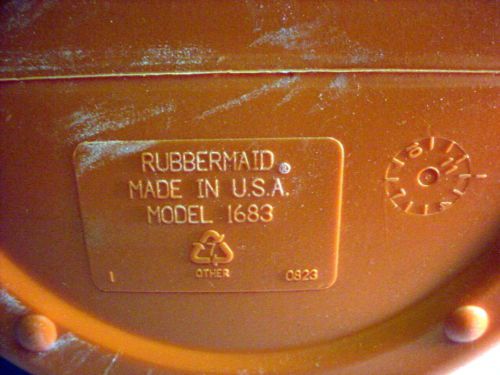 RUBBERMAID®
MADE IN U.S.A.
MODEL 1683
7
OTHER
1 0823